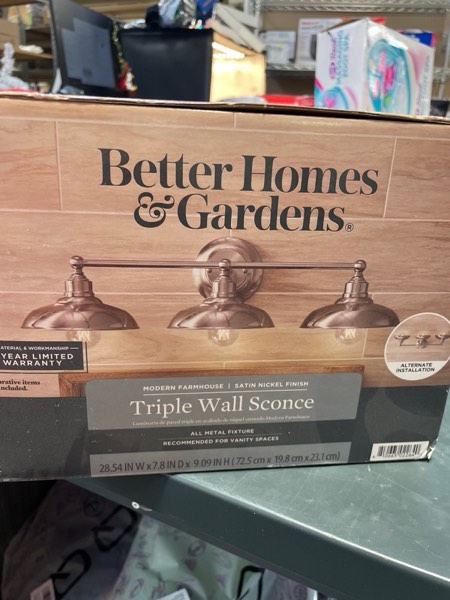 Better Homes
& Gardens®
MATERIAL & WORKMANSHIP
YEAR LIMITED
WARRANTY
included.
ALTERNATE
INSTALLATION
MODERN FARMHOUSE | SATIN NICKEL FINISH
Triple Wall Sconce
ALL METAL FIXTURE
RECOMMENDED FOR VANITY SPACES
28.54 IN W x 7.8 IN D x 9.09 IN H (72.5 cm x 19.8 cm x 23.1 cm)